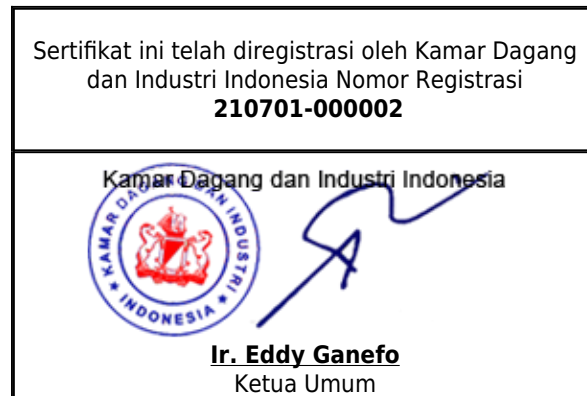 Sertifikat ini telah diregistrasi oleh Kamar Dagang
dan Industri Indonesia Nomor Registrasi
210701-000002
Kamar Dagang dan Industri Indonesia
KAMAR DAGANG DAN INDUSTRI
* INDONESIA *
Ir. Eddy Ganefo
Ketua Umum